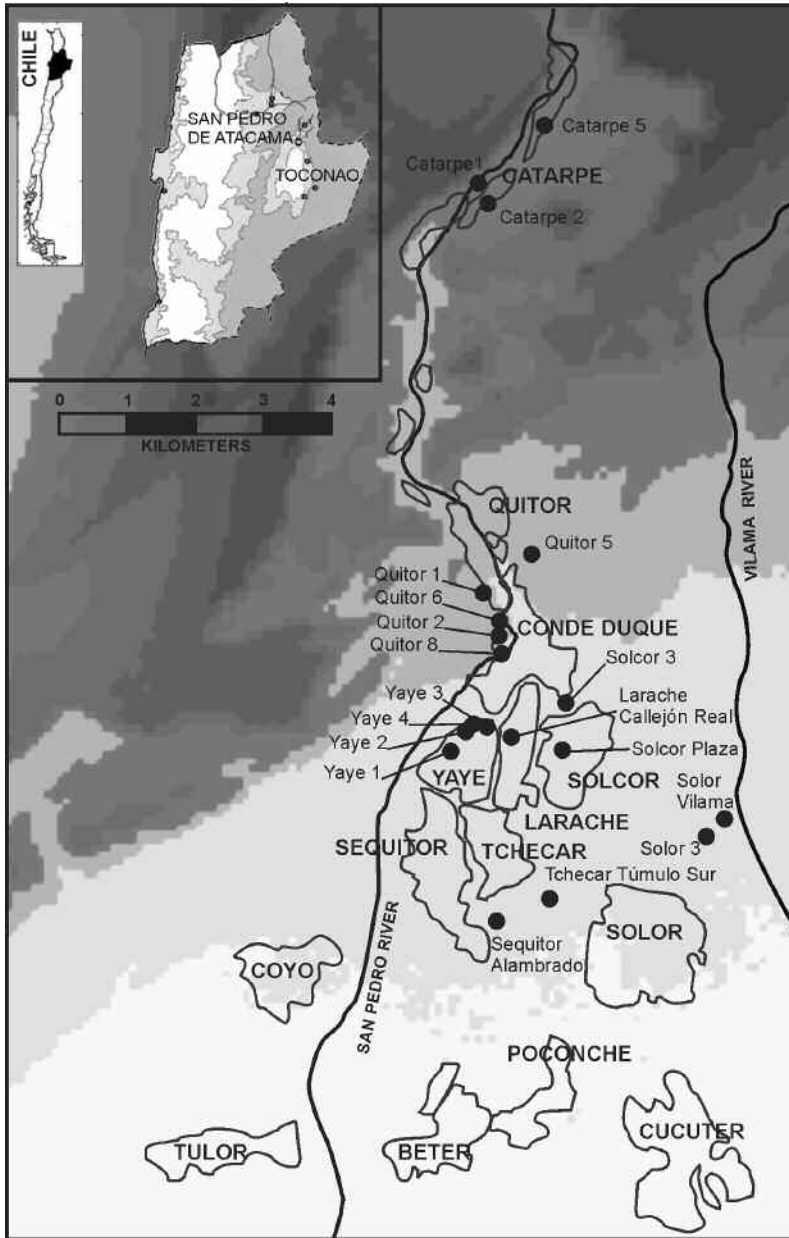 CHILE
SAN PEDRO
DE ATACAMA
TOCONAO
0 1 2 3 4
KILOMETERS
Catarpe 5
Catarpe1
CATARPE
Catarpe 2
QUITOR
Quitor 5
VILAMA RIVER
Quitor 1
Quitor 6
Quitor 2
CONDE DUQUE
Quitor 8
Solcor 3
Yaye 3
Larache
Callejón Real
Yaye 4
Yaye 2
Solcor Plaza
Yaye 1
YAYE
SOLCOR
Solor
Vilama
LARACHE
SEQUITOR
TCHECAR
Solor 3
Tchecar Túmulo Sur
SOLOR
Sequitor
Alambrado
COYO
SAN PEDRO RIVER
POCONCHE
TULOR
BETER
CUCUTER